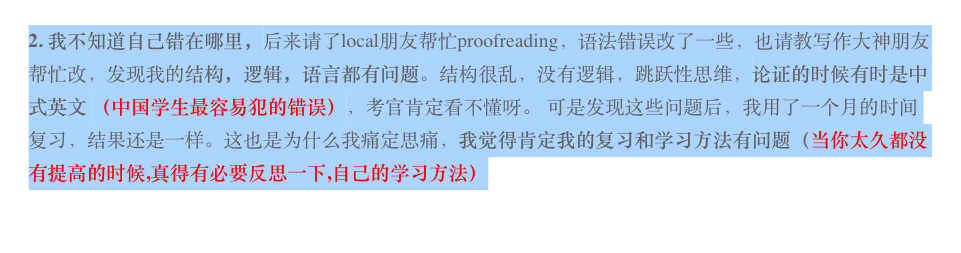 2. 我不知道自己错在哪里，后来请了local朋友帮忙proofreading，语法错误改了一些，也请教写作大神朋友
帮忙改，发现我的结构，逻辑，语言都有问题。结构很乱，没有逻辑，跳跃性思维，论证的时候有时是中
式英文（中国学生最容易犯的错误），考官肯定看不懂呀。 可是发现这些问题后，我用了一个月的时间
复习，结果还是一样。这也是为什么我痛定思痛，我觉得肯定我的复习和学习方法有问题（当你太久都没
有提高的时候,真得有必要反思一下,自己的学习方法）